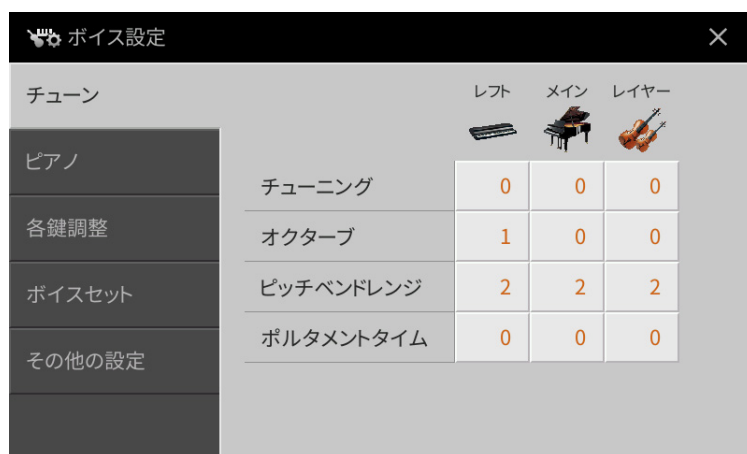 ボイス設定
チューン
ピアノ
各鍵調整
ボイスセット
その他の設定
レフト メイン レイヤー
チューニング 0 0 0
オクターブ 1 0 0
ピッチベンドレンジ 2 2 2
ポルタメントタイム 0 0 0